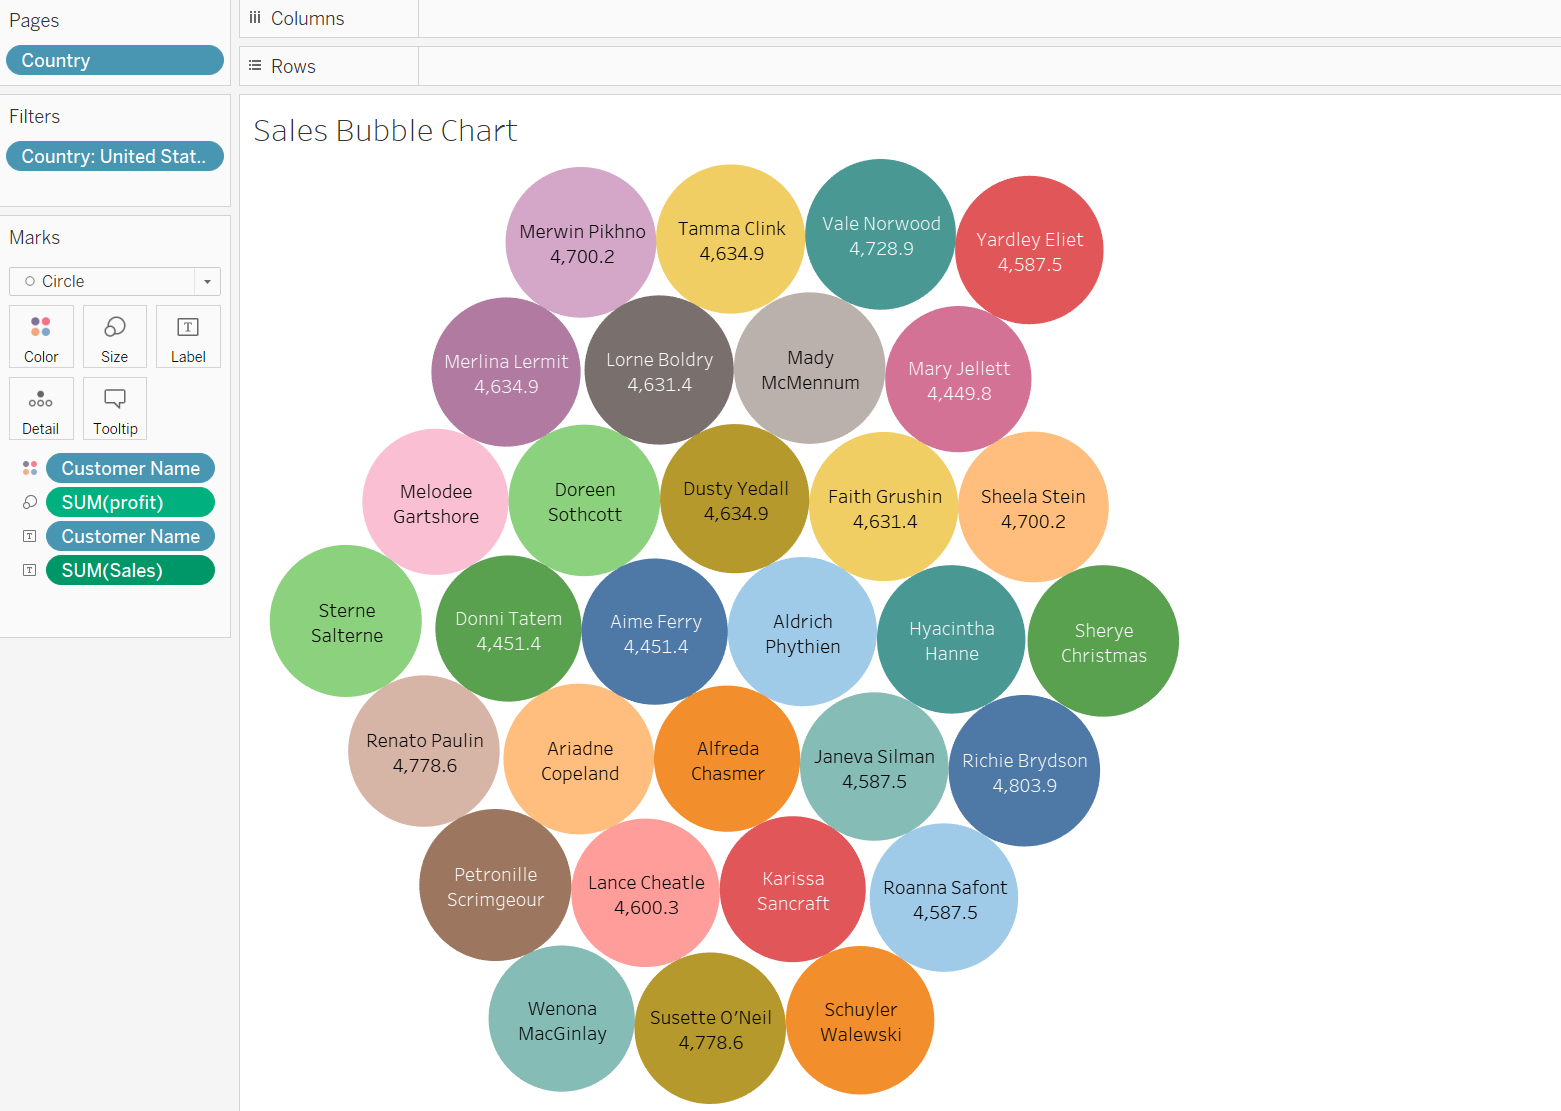 Pages
Country
Filters
Country: United Stat..
Marks
Circle
Color
Size
Label
Detail
Tooltip
Customer Name
SUM(profit)
Customer Name
SUM(Sales)
Columns
Rows
Sales Bubble Chart
Merwin Pikhno
4,700.2
Tamma Clink
4,634.9
Vale Norwood
4,728.9
Yardley Eliet
4,587.5
Merlina Lermit
4,634.9
Lorne Boldry
4,631.4
Mady
McMennum
Mary Jellett
4,449.8
Melodee
Gartshore
Doreen
Sothcott
Dusty Yedall
4,634.9
Faith Grushin
4,631.4
Sheela Stein
4,700.2
Sterne
Salterne
Donni Tatem
4,451.4
Aime Ferry
4,451.4
Aldrich
Phythien
Hyacintha
Hanne
Sherye
Christmas
Renato Paulin
4,778.6
Ariadne
Copeland
Alfreda
Chasmer
Janeva Silman
4,587.5
Richie Brydson
4,803.9
Petronille
Scrimgeour
Lance Cheatle
4,600.3
Karissa
Sancraft
Roanna Safont
4,587.5
Wenona
MacGinlay
Susette O’Neil
4,778.6
Schuyler
Walewski